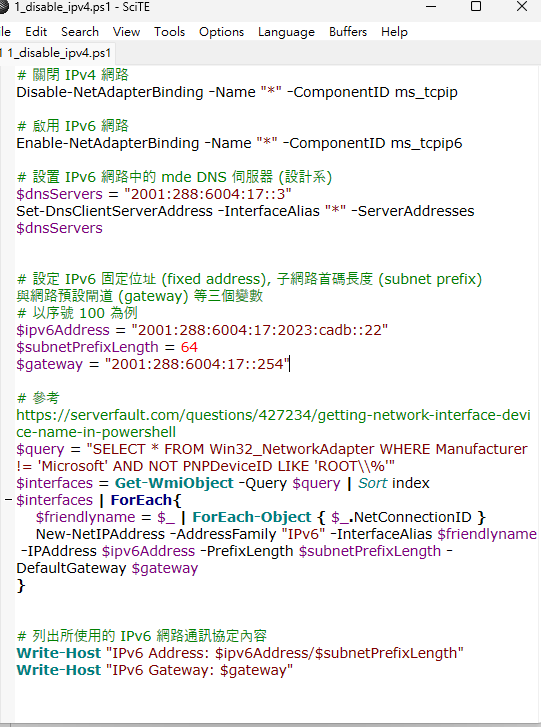 1_disable_ipv4.ps1 - SciTE
File Edit Search View Tools Options Language Buffers Help
1 1_disable_ipv4.ps1
# 關閉 IPv4 網路
Disable-NetAdapterBinding -Name "*" -ComponentID ms_tcpip
# 啟用 IPv6 網路
Enable-NetAdapterBinding -Name "*" -ComponentID ms_tcpip6
# 設置 IPv6 網路中的 mde DNS 伺服器 (設計系)
$dnsServers = "2001:288:6004:17::3"
Set-DnsClientServerAddress -InterfaceAlias "*" -ServerAddresses
$dnsServers
# 設定 IPv6 固定位址 (fixed address), 子網路首碼長度 (subnet prefix)
與網路預設閘道 (gateway) 等三個變數
# 以序號 100 為例
$ipv6Address = "2001:288:6004:17:2023:cadb::22"
$subnetPrefixLength = 64
$gateway = "2001:288:6004:17::254"
# 參考
https://serverfault.com/questions/427234/getting-network-interface-devi
ce-name-in-powershell
$query = "SELECT * FROM Win32_NetworkAdapter WHERE Manufacturer
!= 'Microsoft' AND NOT PNPDeviceID LIKE 'ROOT\\%'"
$interfaces = Get-WmiObject -Query $query | Sort index
$interfaces | ForEach{
$friendlyname = $_ | ForEach-Object { $_.NetConnectionID }
New-NetIPAddress -AddressFamily "IPv6" -InterfaceAlias $friendlyname
-IPAddress $ipv6Address -PrefixLength $subnetPrefixLength -
DefaultGateway $gateway
}
# 列出所使用的 IPv6 網路通訊協定內容
Write-Host "IPv6 Address: $ipv6Address/$subnetPrefixLength"
Write-Host "IPv6 Gateway: $gateway"